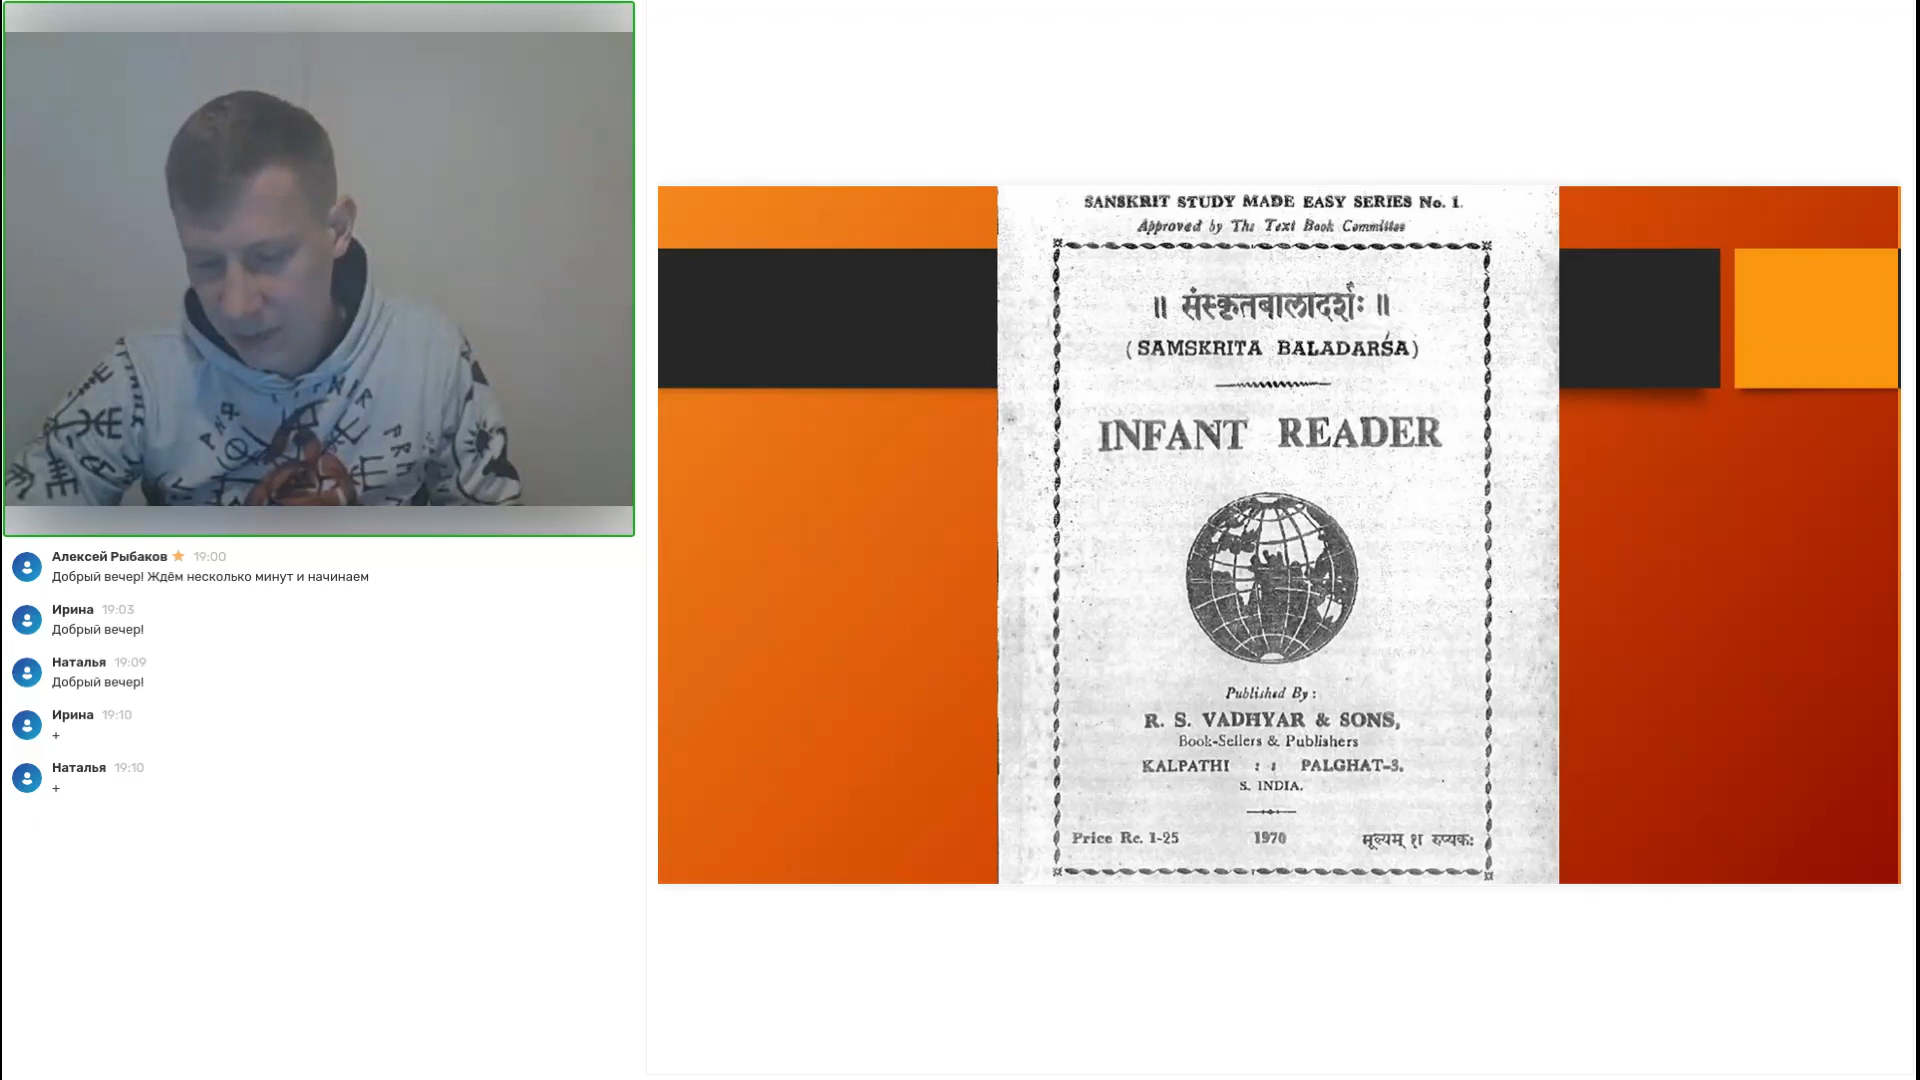 Алексей Рыбаков 19:00
Добрый вечер! Ждём несколько минут и начинаем
Ирина 19:03
Добрый вечер!
Наталья 19:09
Добрый вечер!
Ирина 19:10
+
Наталья 19:10
+
SANSKRIT STUDY MADE EASY SERIES No. 1.
Approved by The Text Book Committee
॥ संस्कृतबालादर्शः ॥
(SAMSKRITA BALADARŚA)
INFANT READER
Published By :
R. S. VADHYAR & SONS,
Book-Sellers & Publishers
KALPATHI : : PALGHAT-3.
S. INDIA.
Price Re. 1-25 1970 मूल्यम् १। रुप्यकः